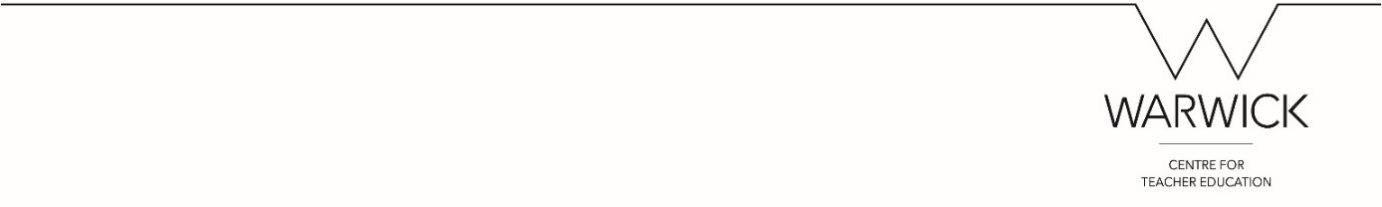 WARWICK
CENTRE FOR
TEACHER EDUCATION